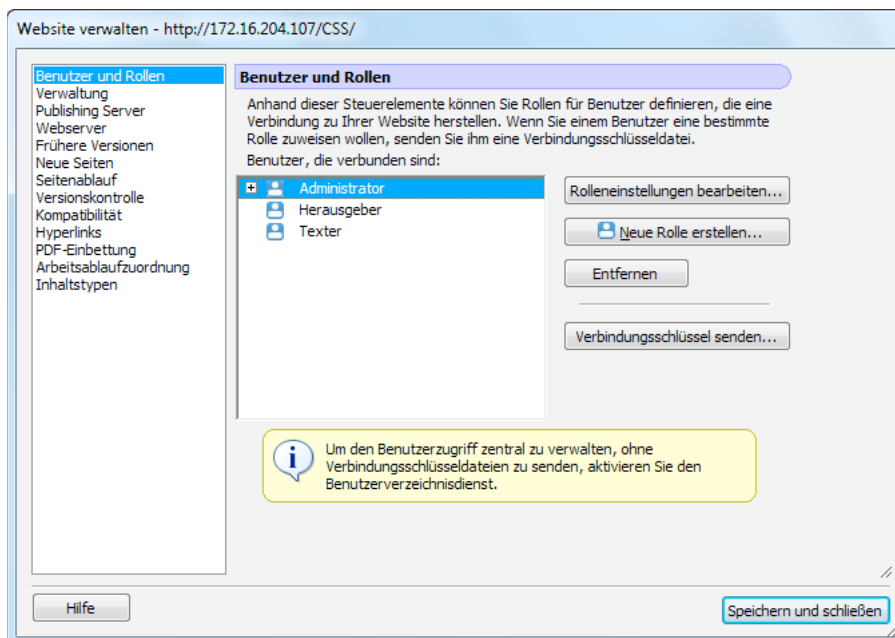 Website verwalten - http://172.16.204.107/CSS/
Benutzer und Rollen
Verwaltung
Publishing Server
Webserver
Frühere Versionen
Neue Seiten
Seitenablauf
Versionskontrolle
Kompatibilität
Hyperlinks
PDF-Einbettung
Arbeitsablaufzuordnung
Inhaltstypen
Benutzer und Rollen
Anhand dieser Steuerelemente können Sie Rollen für Benutzer definieren, die eine
Verbindung zu Ihrer Website herstellen. Wenn Sie einem Benutzer eine bestimmte
Rolle zuweisen wollen, senden Sie ihm eine Verbindungsschlüsseldatei.
Benutzer, die verbunden sind:
Administrator
Herausgeber
Texter
Rolleneinstellungen bearbeiten...
Neue Rolle erstellen...
Entfernen
Verbindungsschlüssel senden...
Um den Benutzerzugriff zentral zu verwalten, ohne
Verbindungsschlüsseldateien zu senden, aktivieren Sie den
Benutzerverzeichnisdienst.
Hilfe
Speichern und schließen